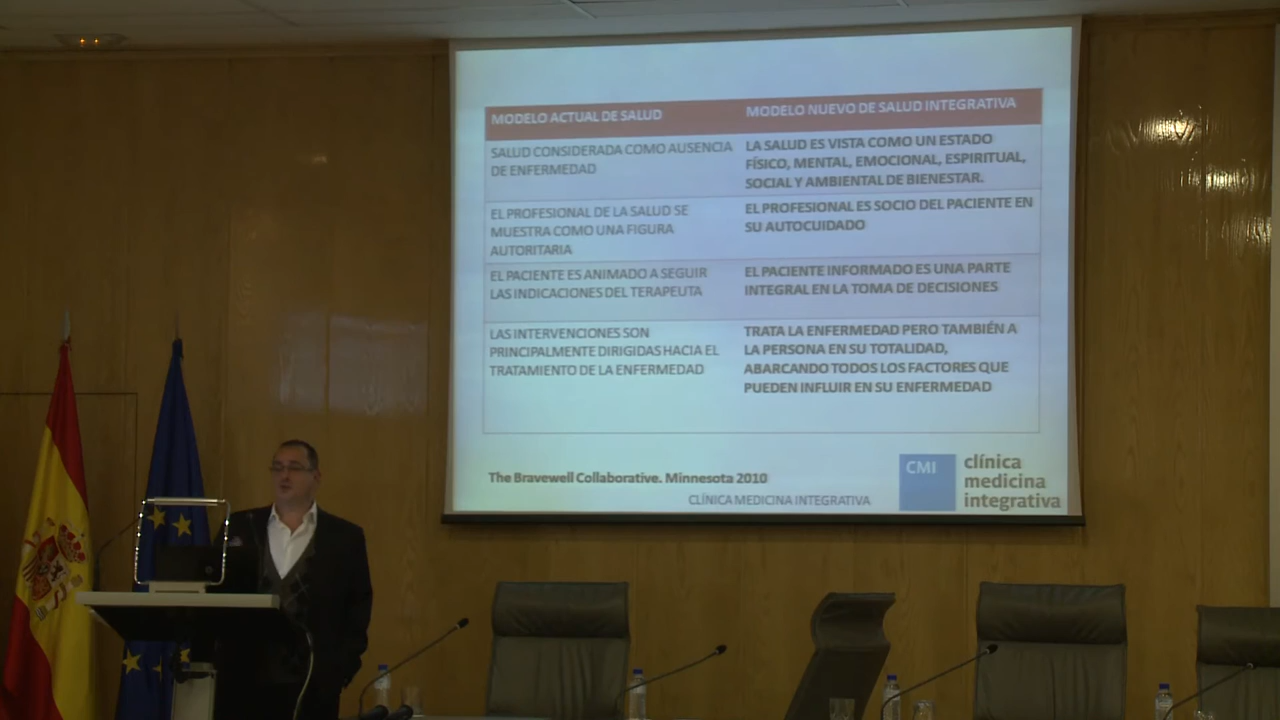 MODELO ACTUAL DE SALUD
MODELO NUEVO DE SALUD INTEGRATIVA
SALUD CONSIDERADA COMO AUSENCIA
DE ENFERMEDAD
LA SALUD ES VISTA COMO UN ESTADO
FÍSICO, MENTAL, EMOCIONAL, ESPIRITUAL,
SOCIAL Y AMBIENTAL DE BIENESTAR.
EL PROFESIONAL DE LA SALUD SE
MUESTRA COMO UNA FIGURA
AUTORITARIA
EL PROFESIONAL ES SOCIO DEL PACIENTE EN
SU AUTOCUIDADO
EL PACIENTE ES ANIMADO A SEGUIR
LAS INDICACIONES DEL TERAPEUTA
EL PACIENTE INFORMADO ES UNA PARTE
INTEGRAL EN LA TOMA DE DECISIONES
LAS INTERVENCIONES SON
PRINCIPALMENTE DIRIGIDAS HACIA EL
TRATAMIENTO DE LA ENFERMEDAD
TRATA LA ENFERMEDAD PERO TAMBIÉN A
LA PERSONA EN SU TOTALIDAD,
ABARCANDO TODOS LOS FACTORES QUE
PUEDEN INFLUIR EN SU ENFERMEDAD
The Bravewell Collaborative. Minnesota 2010
CLÍNICA MEDICINA INTEGRATIVA
CMI
clínica
medicina
integrativa